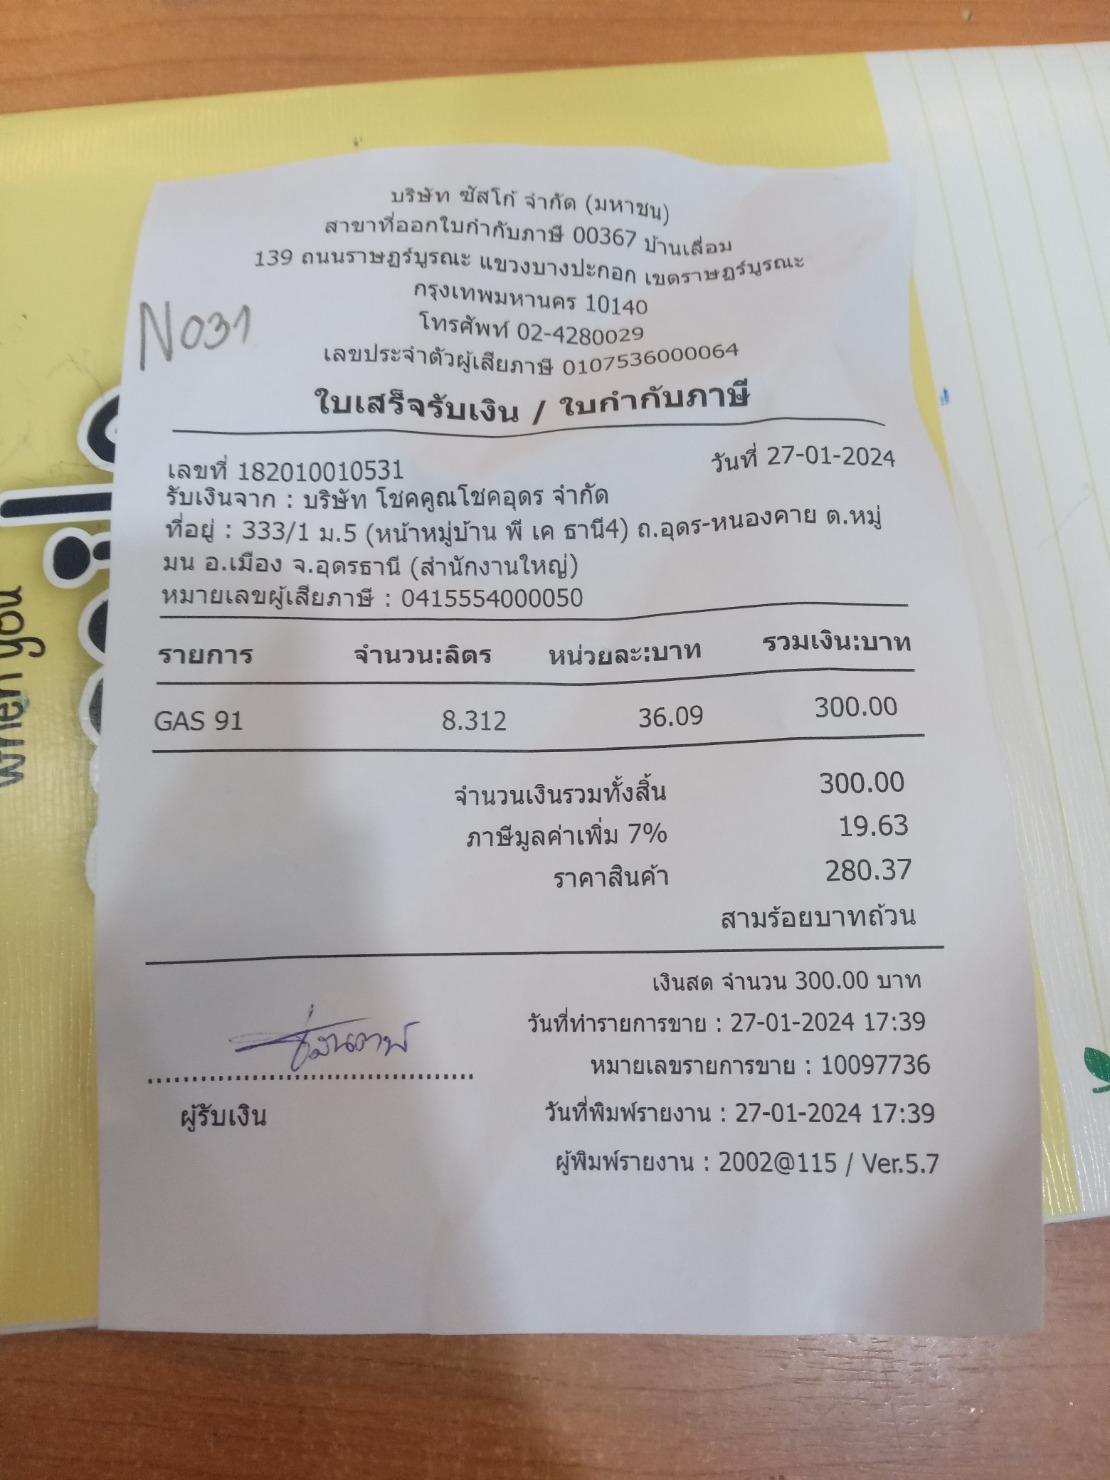 บริษัท ซัสโก้ จำกัด (มหาชน)
สาขาที่ออกใบกำกับภาษี 00367 บ้านเลื่อม
139 ถนนราษฎร์บูรณะ แขวงบางปะกอก เขตราษฎร์บูรณะ
กรุงเทพมหานคร 10140
โทรศัพท์ 02-4280029
เลขประจำตัวผู้เสียภาษี 0107536000064
N031
ใบเสร็จรับเงิน / ใบกำกับภาษี
เลขที่ 182010010531 วันที่ 27-01-2024
รับเงินจาก : บริษัท โชคคูณโชคอุดร จำกัด
ที่อยู่ : 333/1 ม.5 (หน้าหมู่บ้าน พี เค ธานี4) ถ.อุดร-หนองคาย ต.หมู่
มน อ.เมือง จ.อุดรธานี (สำนักงานใหญ่)
หมายเลขผู้เสียภาษี : 0415554000050
รายการ จำนวน:ลิตร หน่วยละ:บาท รวมเงิน:บาท
GAS 91 8.312 36.09 300.00
จำนวนเงินรวมทั้งสิ้น 300.00
ภาษีมูลค่าเพิ่ม 7% 19.63
ราคาสินค้า 280.37
สามร้อยบาทถ้วน
เงินสด จำนวน 300.00 บาท
วันที่ทำรายการขาย : 27-01-2024 17:39
หมายเลขรายการขาย : 10097736
ผู้รับเงิน
วันที่พิมพ์รายงาน : 27-01-2024 17:39
ผู้พิมพ์รายงาน : 2002@115 / Ver.5.7